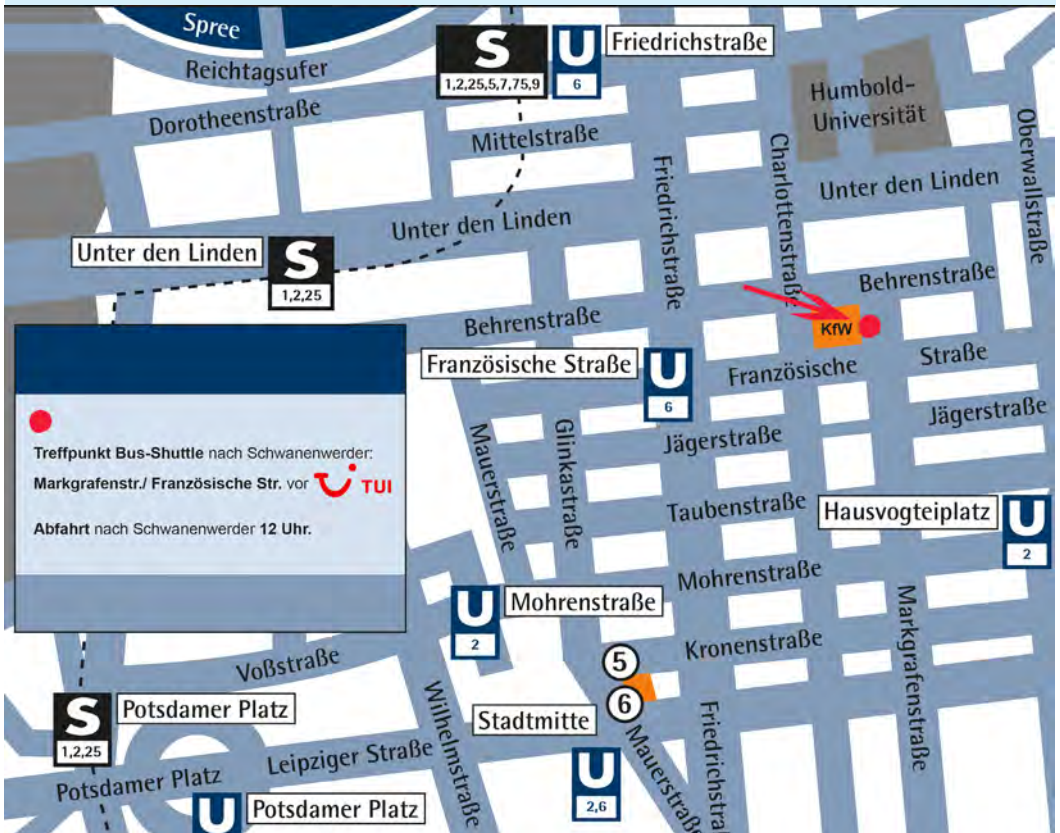 Spree
Reichtagsufer
S
1,2,25,5,7,75,9
U
6
Friedrichstraße
Dorotheenstraße
Mittelstraße
Humbold-
Universität
Oberwallstraße
Friedrichstraße
Charlottenstraße
Unter den Linden
Unter den Linden
Unter den Linden
S
1,2,25
Behrenstraße
Behrenstraße
KfW
Französische Straße
U
6
Französische
Straße
Jägerstraße
Jägerstraße
Treffpunkt Bus-Shuttle nach Schwanenwerder:
Markgrafenstr./ Französische Str. vor TUI
Abfahrt nach Schwanenwerder 12 Uhr.
Mauerstraße
Glinkastraße
Taubenstraße
Hausvogteiplatz
U
2
Mohrenstraße
U
2
Mohrenstraße
Markgrafenstraße
Kronenstraße
Voßstraße
5
6
S
1,2,25
Potsdamer Platz
Wilhelmstraße
Stadtmitte
U
2,6
Mauerstraße
Friedrichstraß
Leipziger Straße
Potsdamer Platz
U
Potsdamer Platz